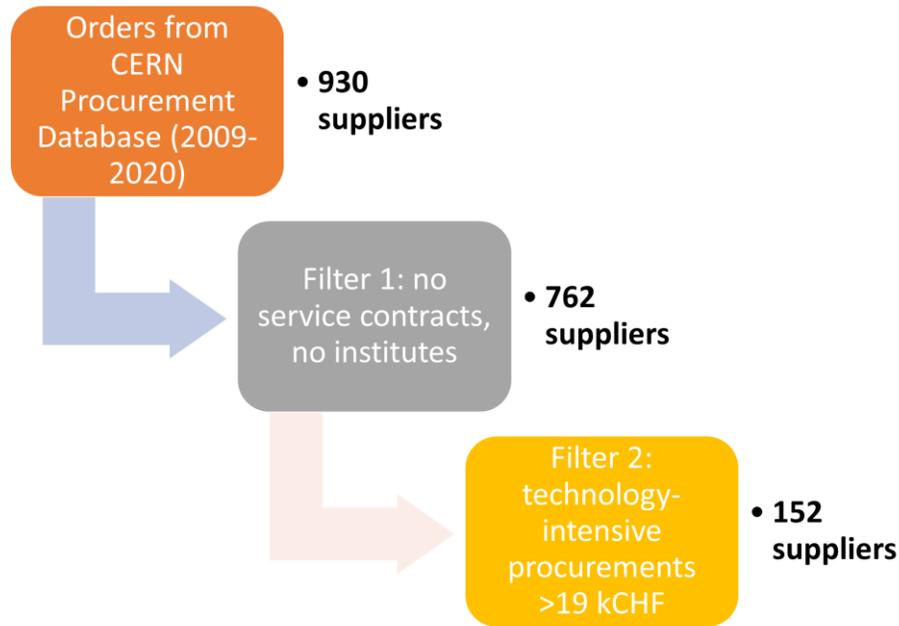 Orders from
CERN
Procurement
Database (2009-
2020)
• 930
suppliers
Filter 1: no
service contracts,
no institutes
• 762
suppliers
Filter 2:
technology-
intensive
procurements
>19 kCHF
• 152
suppliers